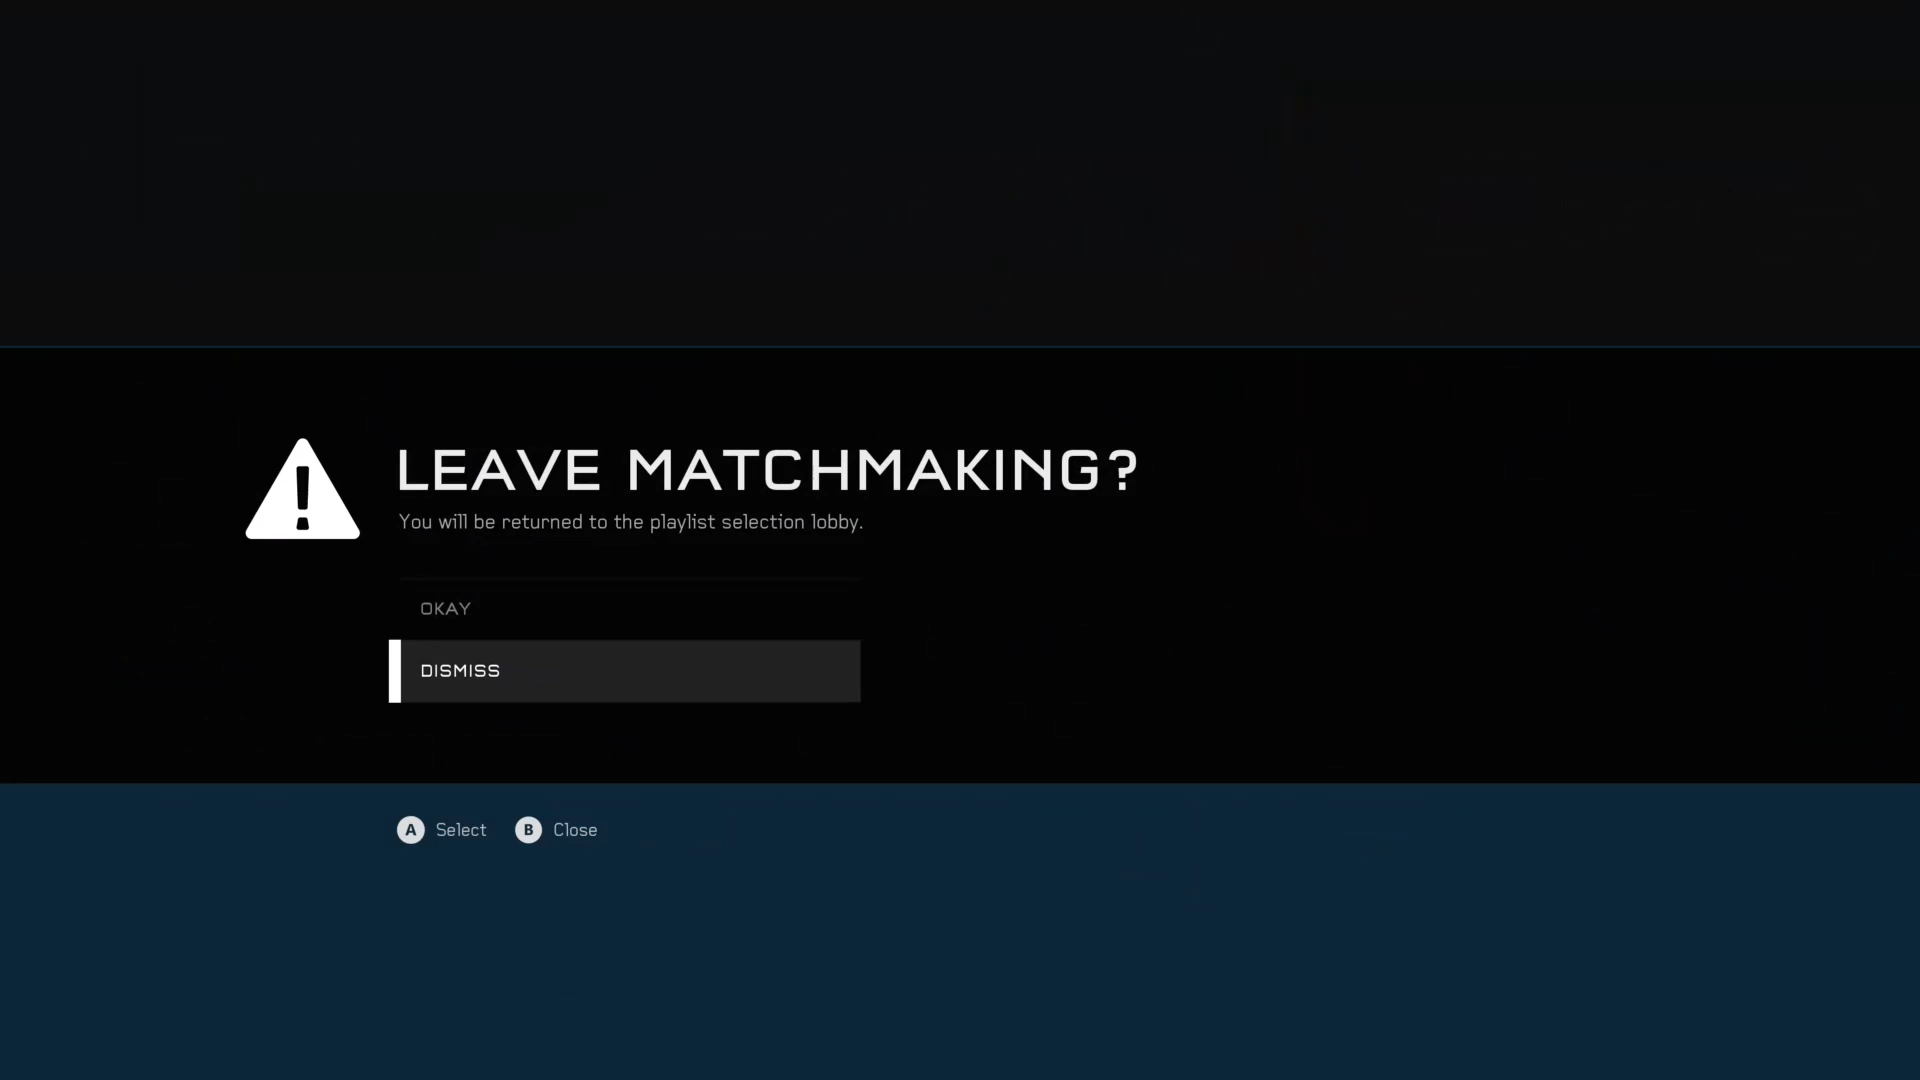 LEAVE MATCHMAKING?
You will be returned to the playlist selection lobby.
OKAY
DISMISS
A Select B Close